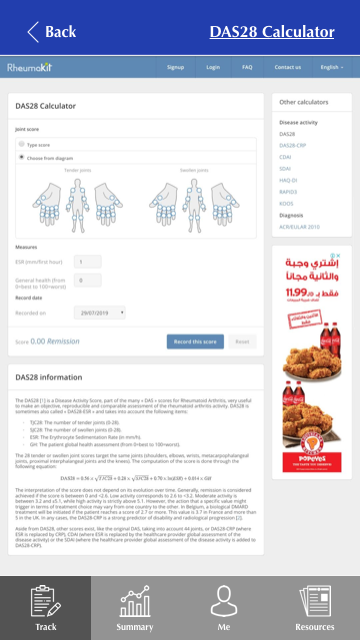 Back
DAS28 Calculator
RheumaKit
Signup
Login
FAQ
Contact us
English
DAS28 Calculator
Joint score
Type score
Choose from diagram
Tender joints
Swollen joints
Measures
ESR (mm/first hour)
1
General health (from
0=best to 100=worst)
0
Record date
Recorded on
29/07/2019
Score 0.00 Remission
Record this score
Reset
Other calculators
Disease activity
DAS28
DAS28-CRP
CDAI
SDAI
HAQ-DI
RAPID3
KOOS
Diagnosis
ACR/EULAR 2010
إشتري وجبة
والثانية مجاناً
فقط بـ 11.99
POPEYES
DAS28 information
The DAS28 [1] is a Disease Activity Score, part of the many « DAS » scores for Rheumatoid Arthritis, very useful
to make an objective, reproducible and comparable assessment of the rheumatoid arthritis activity. DAS28 is
sometimes also called « DAS28-ESR » and takes into account the following items:
- TJC28: The number of tender joints (0-28).
- SJC28: The number of swollen joints (0-28).
- ESR: The Erythrocyte Sedimentation Rate (in mm/h).
- GH: The patient global health assessment (from 0=best to 100=worst).
The 28 tender or swollen joint scores target the same joints (shoulders, elbows, wrists, metacarpophalangeal
joints, proximal interphalangeal joints and the knees). The computation of the score is done through the
following equation:
DAS28 = 0.56 × √TJC28 + 0.28 × √SJC28 + 0.70 × ln(ESR) + 0.014 × GH
The interpretation of the score does not depend on its evolution over time. Generally, remission is considered
achieved if the score is between 0 and <2.6. Low activity corresponds to 2.6 to <3.2. Moderate activity is
between 3.2 and ≤5.1, while high activity is strictly above 5.1. However, the action that a specific value might
trigger in terms of treatment choice may vary from one country to the other. In Belgium, a biological DMARD
treatment will be initiated if the patient reaches a score of 3.7 or more. This value is 3.7 in France and more than
5 in the UK. In any cases, the DAS28-CRP is a strong predictor of disability and radiological progression [2].
Aside from DAS28, other scores exist, like the original DAS, taking into account 44 joints, or DAS28-CRP (where
ESR is replaced by CRP), CDAI (where ESR is replaced by the healthcare provider global assessment of the
disease activity) or the SDAI (where the healthcare provider global assessment of the disease activity is added to
DAS28-CRP).
Track
Summary
Me
Resources